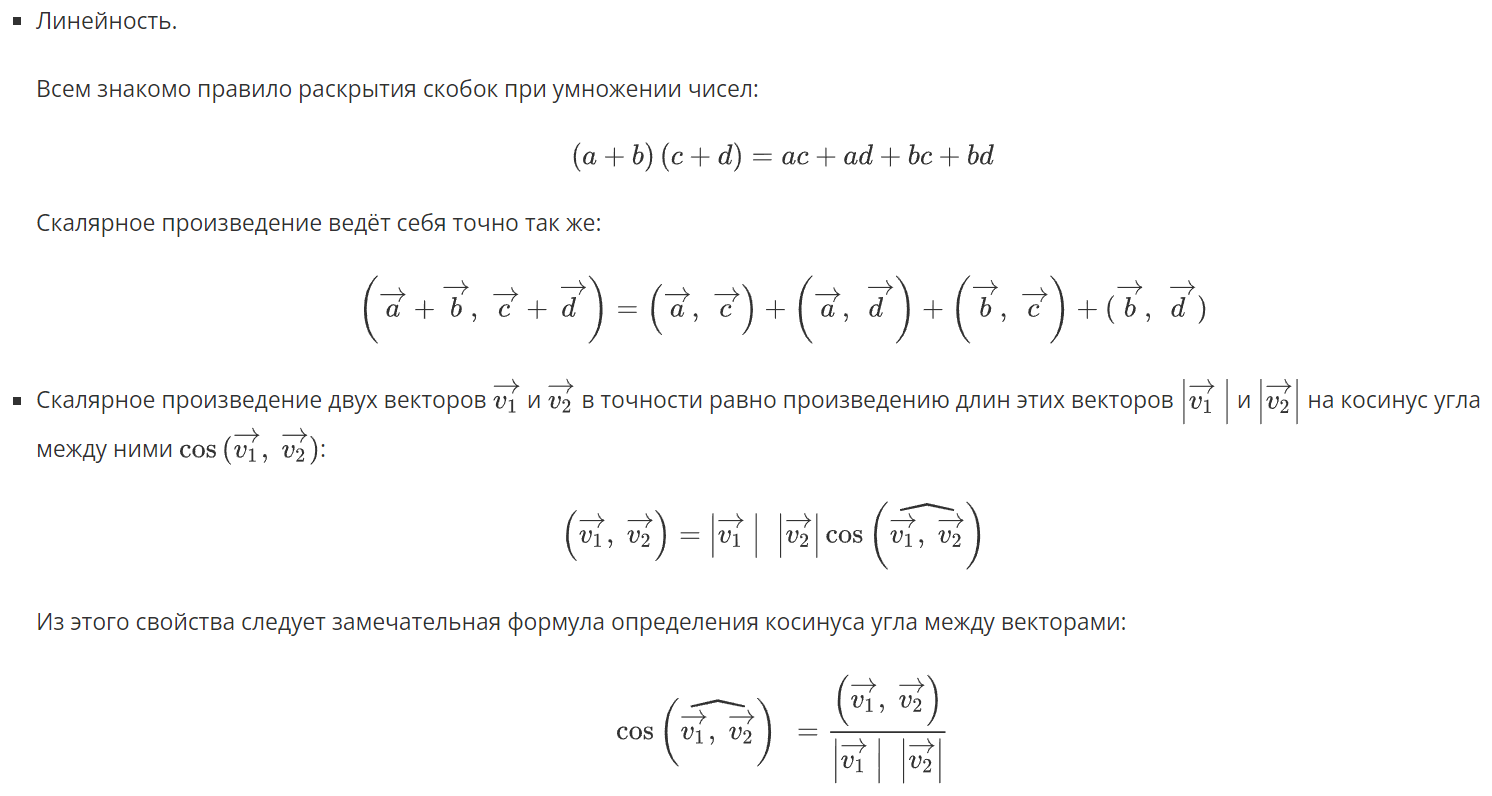 ▪ Линейность.
Всем знакомо правило раскрытия скобок при умножении чисел:
$(a + b)(c + d) = ac + ad + bc + bd$
Скалярное произведение ведёт себя точно так же:
$\left(\overrightarrow{a} + \overrightarrow{b}, \overrightarrow{c} + \overrightarrow{d}\right) = \left(\overrightarrow{a}, \overrightarrow{c}\right) + \left(\overrightarrow{a}, \overrightarrow{d}\right) + \left(\overrightarrow{b}, \overrightarrow{c}\right) + (\overrightarrow{b}, \overrightarrow{d})$
▪ Скалярное произведение двух векторов $\overrightarrow{v_1}$ и $\overrightarrow{v_2}$ в точности равно произведению длин этих векторов $\left|\overrightarrow{v_1}\right|$ и $\left|\overrightarrow{v_2}\right|$ на косинус угла
между ними $\cos(\overrightarrow{v_1}, \overrightarrow{v_2})$:
$\left(\overrightarrow{v_1}, \overrightarrow{v_2}\right) = \left|\overrightarrow{v_1}\right| \left|\overrightarrow{v_2}\right| \cos\left(\widehat{\overrightarrow{v_1}, \overrightarrow{v_2}}\right)$
Из этого свойства следует замечательная формула определения косинуса угла между векторами:
$\cos\left(\widehat{\overrightarrow{v_1}, \overrightarrow{v_2}}\right) = \frac{\left(\overrightarrow{v_1}, \overrightarrow{v_2}\right)}{\left|\overrightarrow{v_1}\right| \left|\overrightarrow{v_2}\right|}$